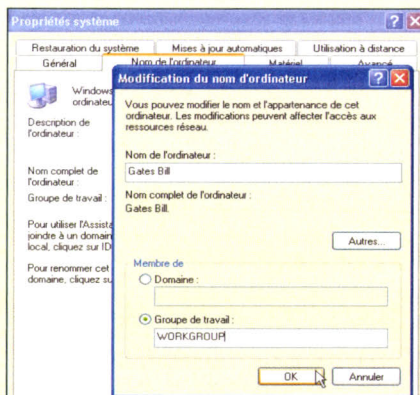 Propriétés système
Restauration du système
Mises à jour automatiques
Utilisation à distance
Général
Nom de l'ordinateur
Matériel
Avancé
Windows
ordinateu
Description de
l'ordinateur :
Nom complet de
l'ordinateur :
Groupe de travail :
Pour utiliser l'Assista
joindre à un domain
local, cliquez sur ID
Pour renommer cet
domaine, cliquez su
Modification du nom d'ordinateur
Vous pouvez modifier le nom et l'appartenance de cet
ordinateur. Les modifications peuvent affecter l'accès aux
ressources réseau.
Nom de l'ordinateur :
Gates Bill
Nom complet de l'ordinateur :
Gates Bill.
Autres...
Membre de
Domaine :
Groupe de travail :
WORKGROUP
OK
Annuler